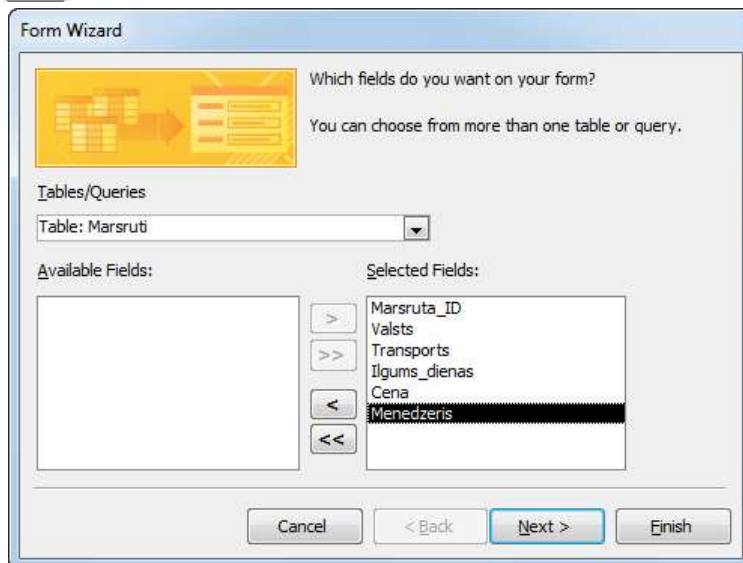 Form Wizard
Which fields do you want on your form?
You can choose from more than one table or query.
Tables/Queries
Table: Marsruti
Available Fields:
Selected Fields:
Marsruta_ID
Valsts
Transports
Ilgums_dienas
Cena
Menedzeris
>
>>
<
<<
Cancel
< Back
Next >
Finish